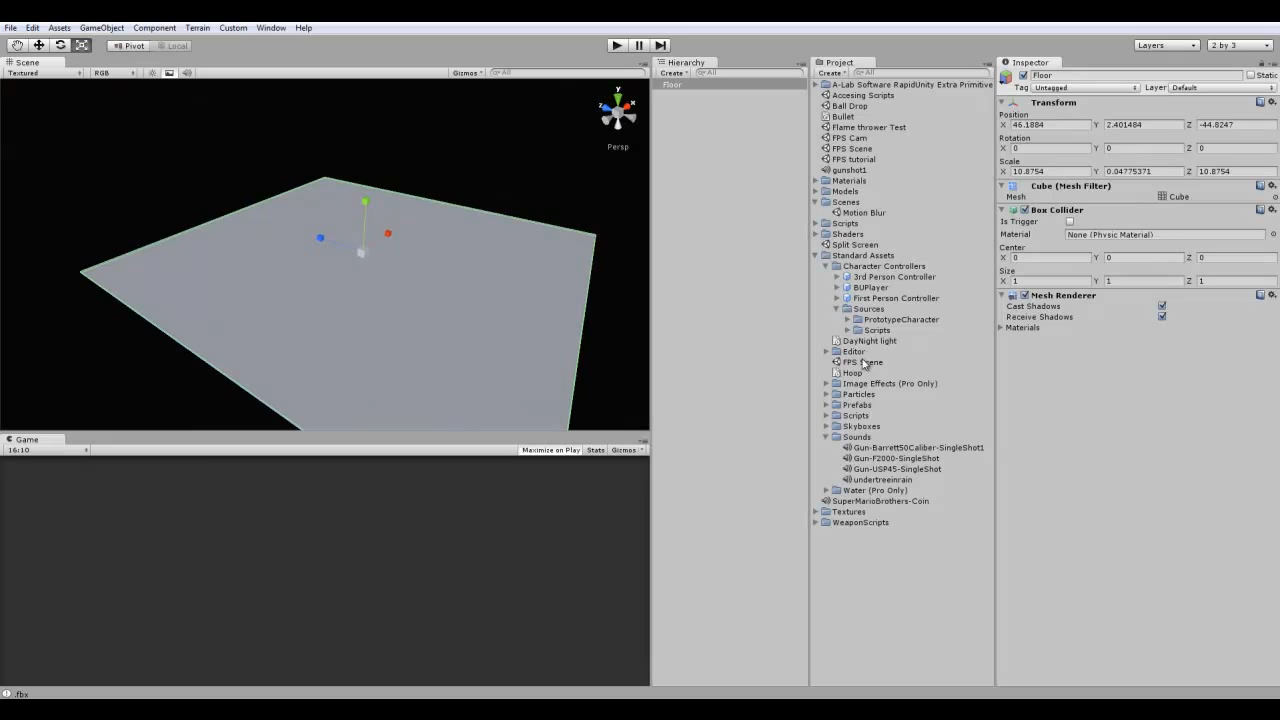 File Edit Assets GameObject Component Terrain Custom Window Help
Pivot Local Layers 2 by 3
Scene
Textured RGB Gizmos All
y
x
z
Persp
Game
16:10 Maximize on Play Stats Gizmos
.fbx
Hierarchy
Create All
Floor
Project
Create All
A-Lab Software RapidUnity Extra Primitive
Accesing Scripts
Ball Drop
Bullet
Flame thrower Test
FPS Cam
FPS Scene
FPS tutorial
gunshot1
Materials
Models
Scenes
Motion Blur
Scripts
Shaders
Split Screen
Standard Assets
Character Controllers
3rd Person Controller
BUPlayer
First Person Controller
Sources
PrototypeCharacter
Scripts
DayNight light
Editor
FPS Scene
Hoop
Image Effects (Pro Only)
Particles
Prefabs
Scripts
Skyboxes
Sounds
Gun-Barrett50Caliber-SingleShot1
Gun-F2000-SingleShot
Gun-USP45-SingleShot
undertreeinrain
Water (Pro Only)
SuperMarioBrothers-Coin
Textures
WeaponScripts
Inspector
Floor Static
Tag Untagged Layer Default
Transform
Position
X 46.1884 Y 2.401484 Z -44.8247
Rotation
X 0 Y 0 Z 0
Scale
X 10.8754 Y 0.04775371 Z 10.8754
Cube (Mesh Filter)
Mesh Cube
Box Collider
Is Trigger
Material None (Physic Material)
Center
X 0 Y 0 Z 0
Size
X 1 Y 1 Z 1
Mesh Renderer
Cast Shadows
Receive Shadows
Materials